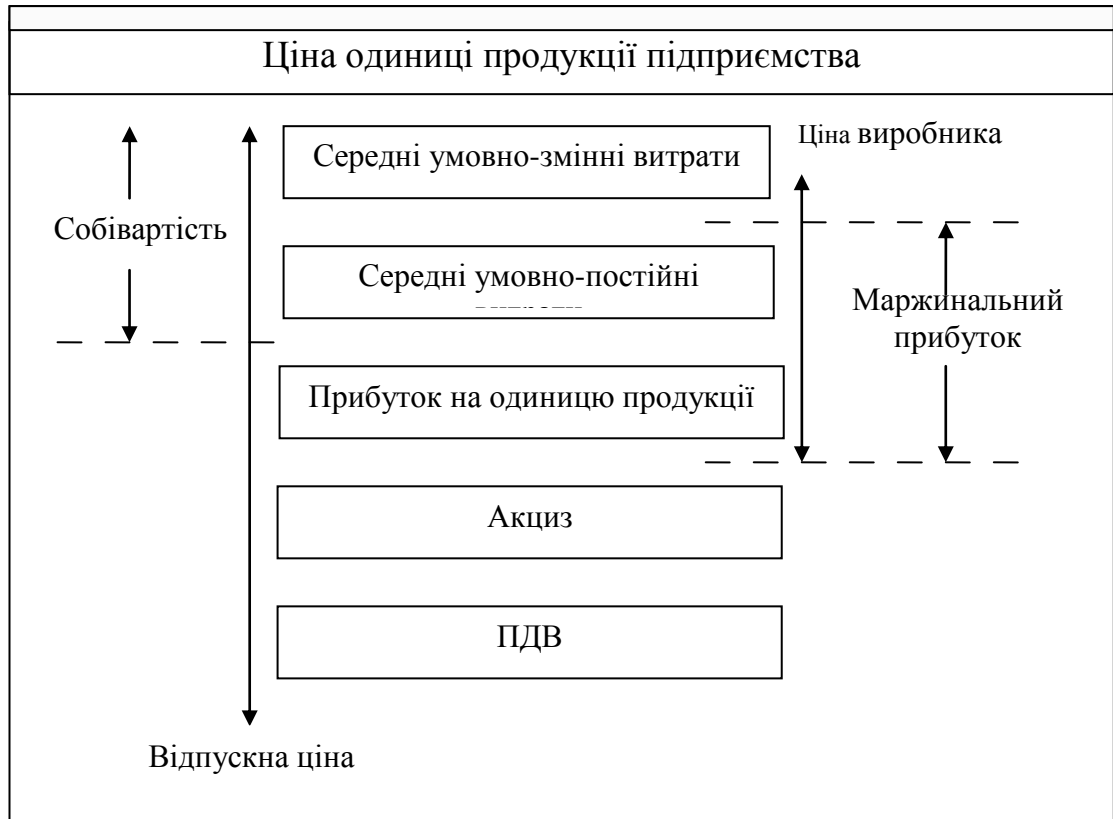 Ціна одиниці продукції підприємства
Середні умовно-змінні витрати
Ціна виробника
Собівартість
Середні умовно-постійні
Маржинальний
прибуток
Прибуток на одиницю продукції
Акциз
ПДВ
Відпускна ціна